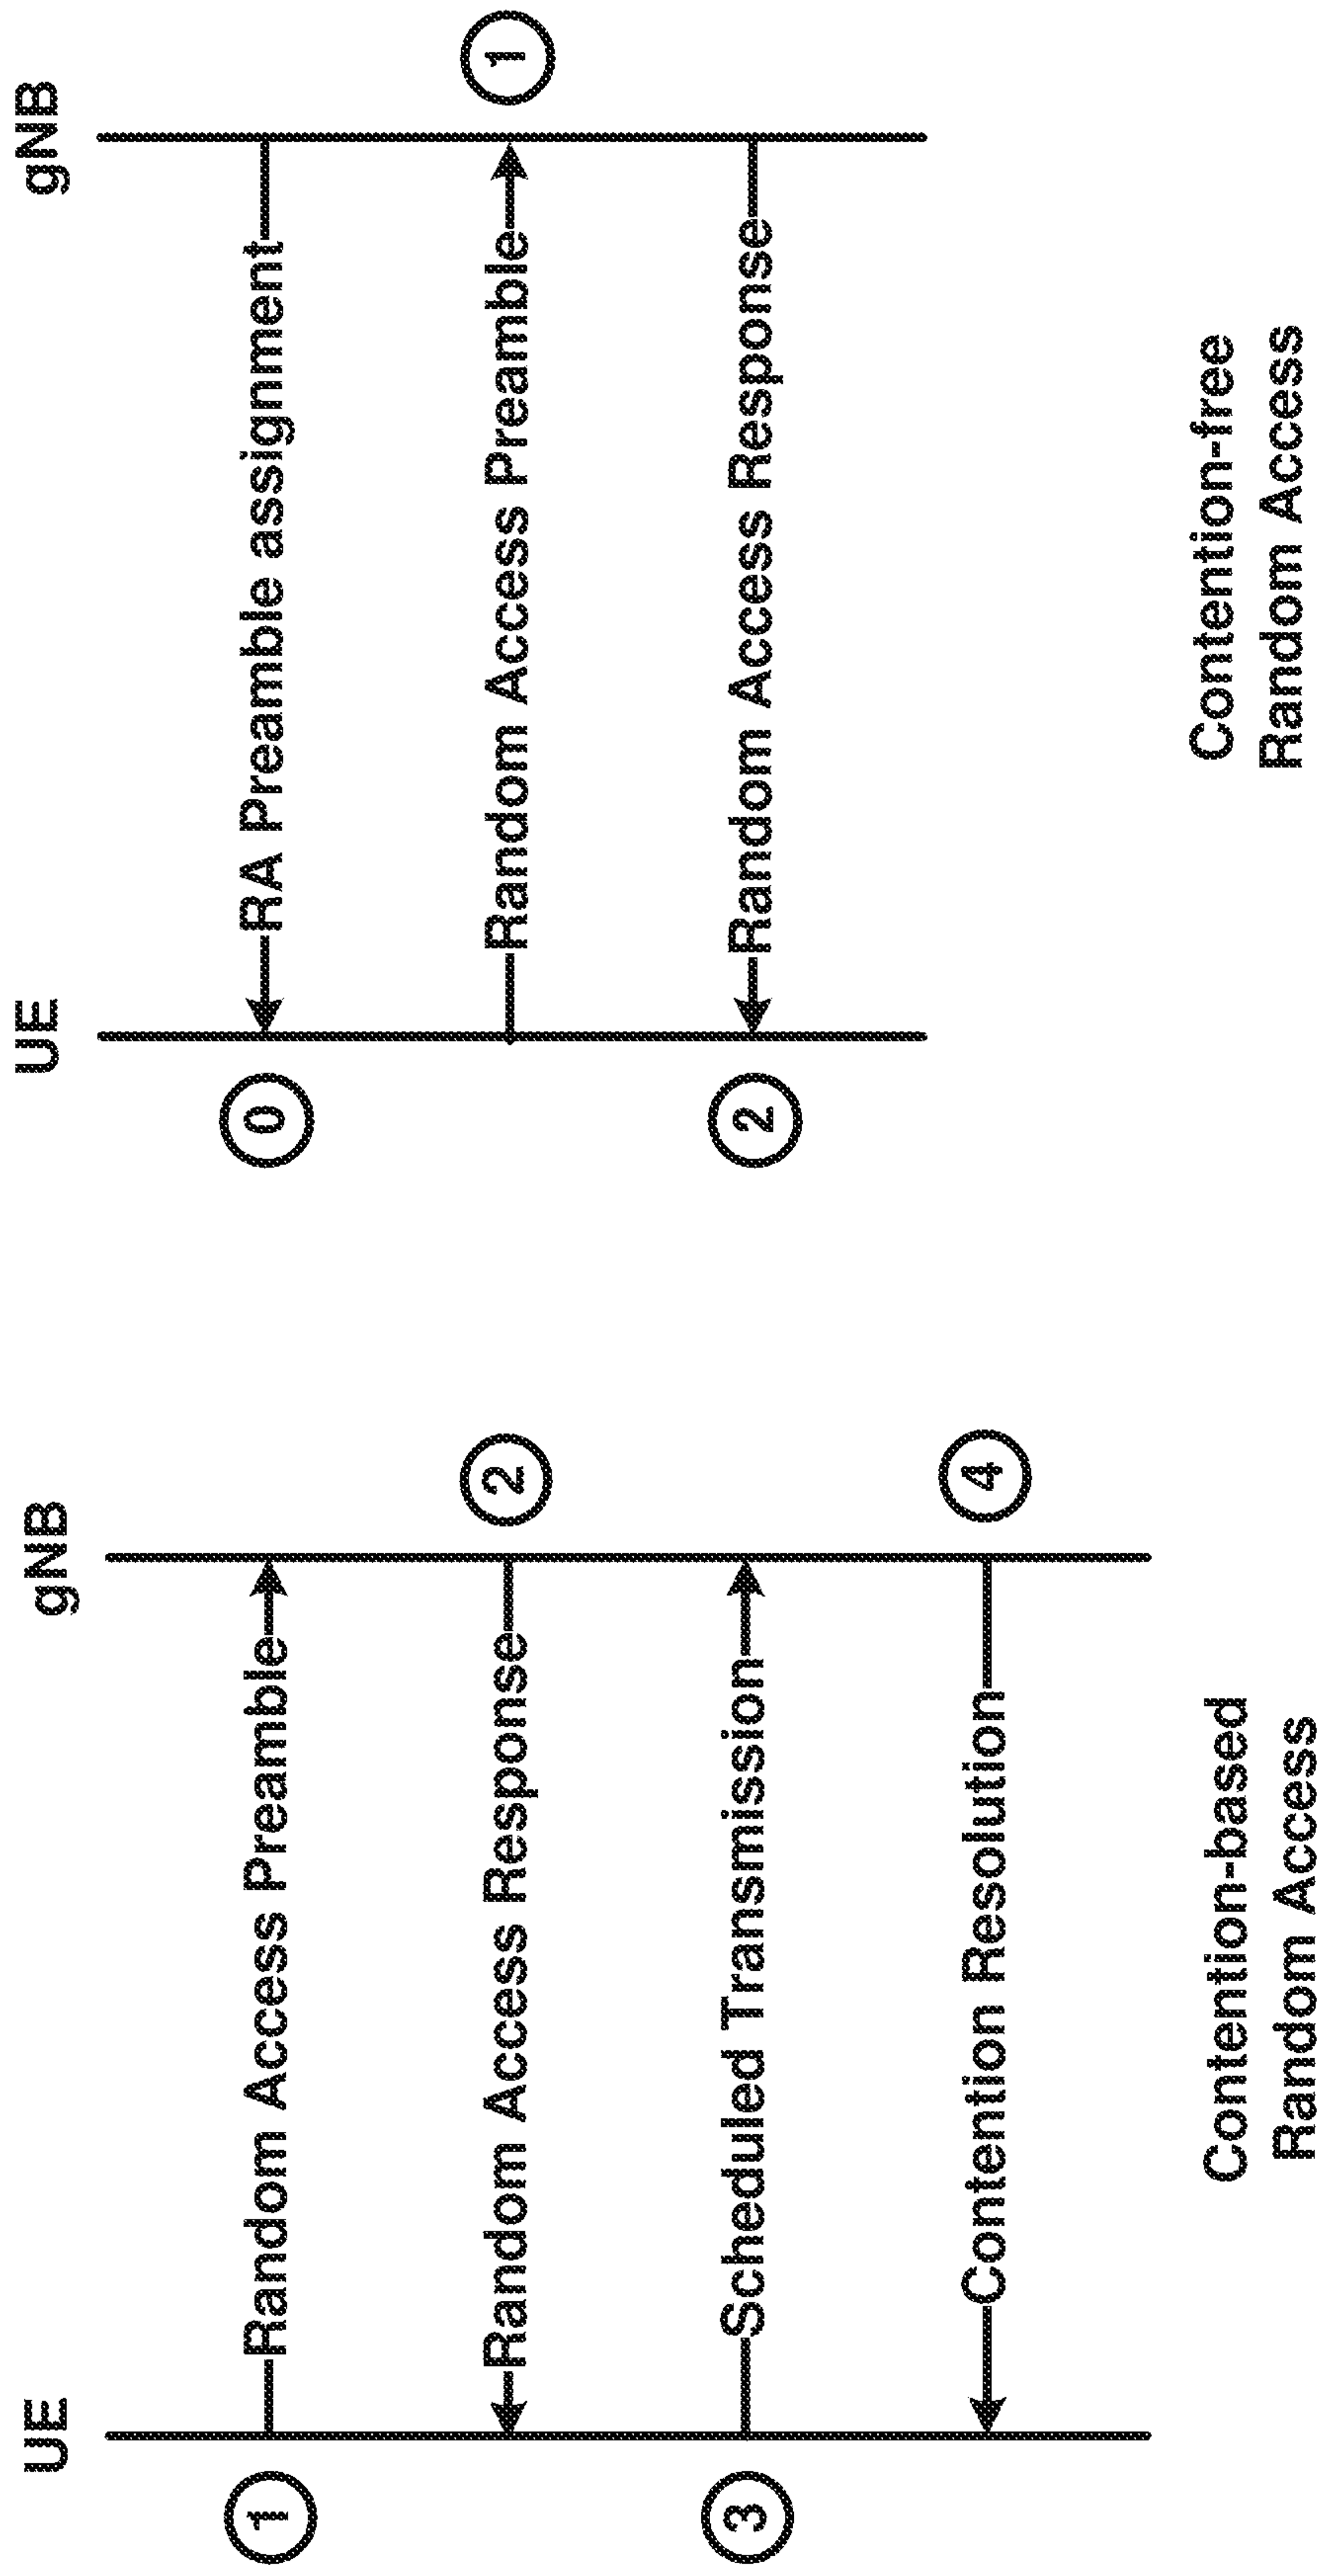 UE
gNB
1
Random Access Preamble
Random Access Response
2
3
Scheduled Transmission
Contention Resolution
4
Contention-based
Random Access
UE
gNB
0
RA Preamble assignment
Random Access Preamble
1
2
Random Access Response
Contention-free
Random Access